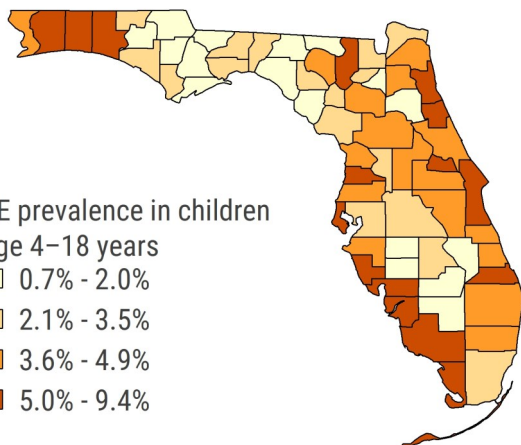 E prevalence in children
ge 4–18 years
0.7% - 2.0%
2.1% - 3.5%
3.6% - 4.9%
5.0% - 9.4%